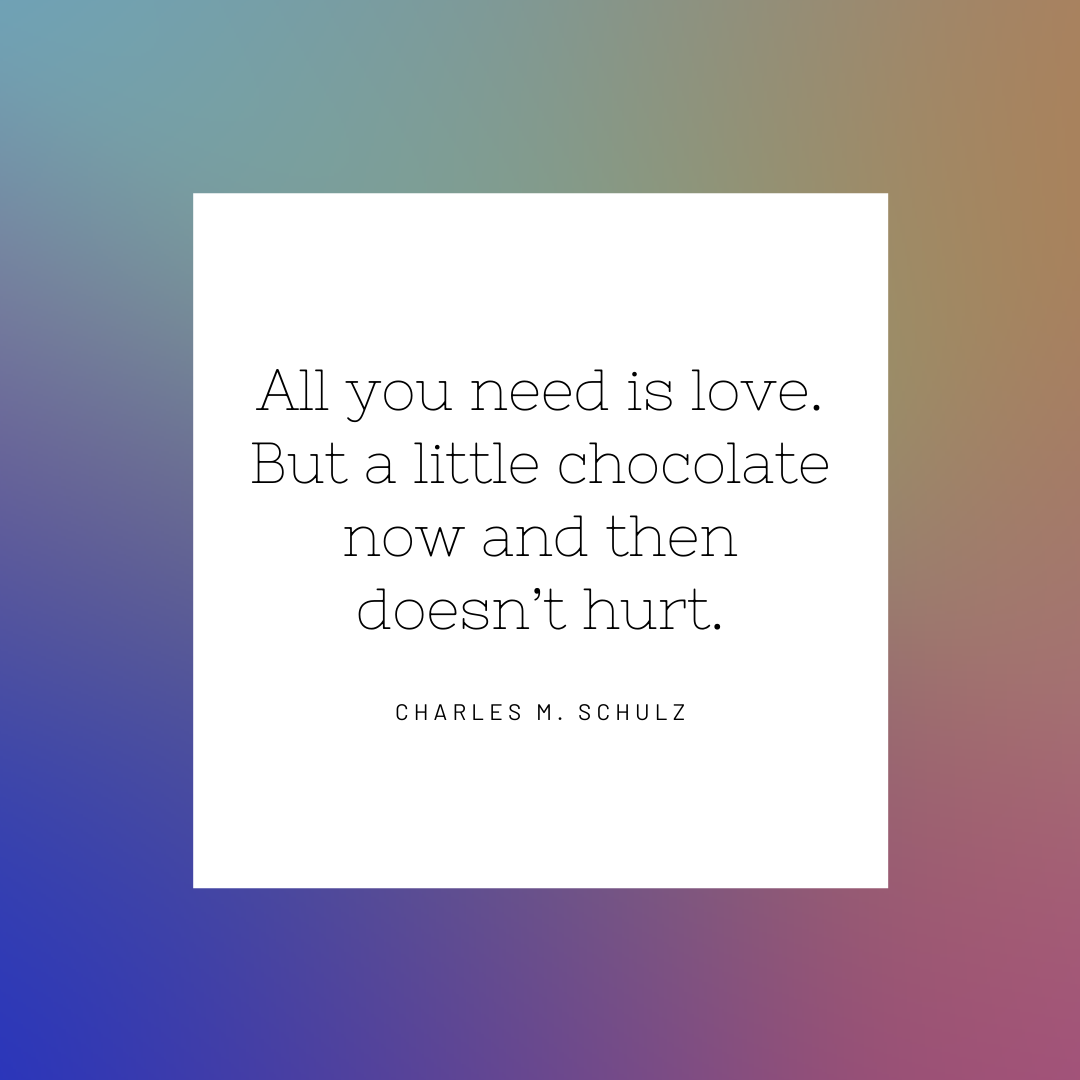 All you need is love.
But a little chocolate
now and then
doesn’t hurt.
CHARLES M. SCHULZ